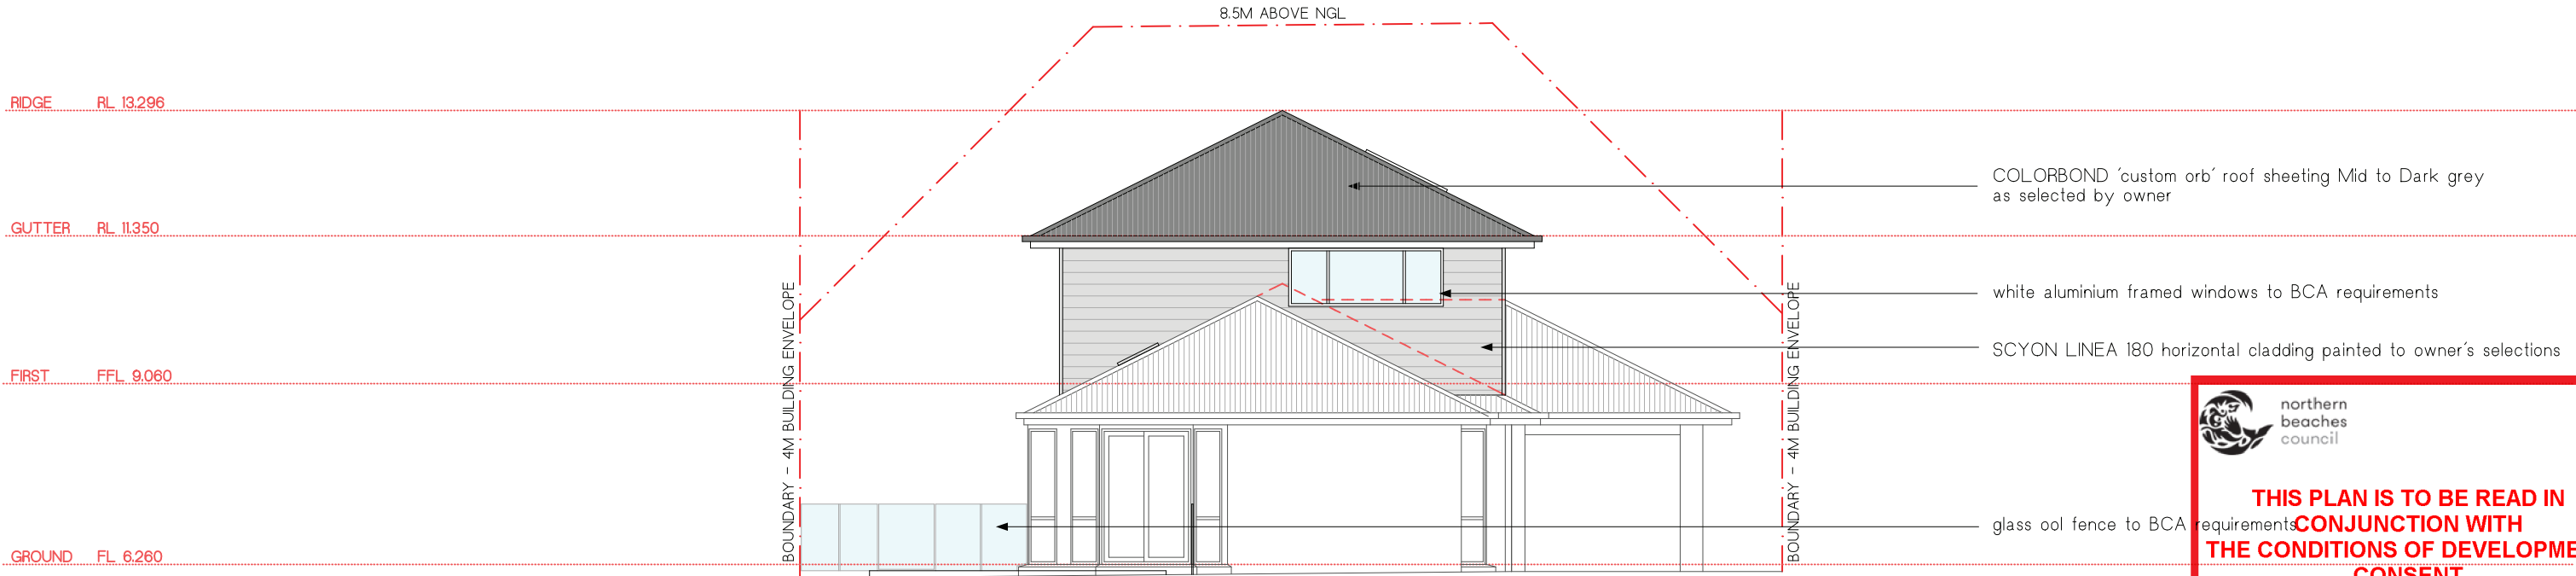 8.5M ABOVE NGL
RIDGE RL 13.296
COLORBOND 'custom orb' roof sheeting Mid to Dark grey
as selected by owner
GUTTER RL 11.350
white aluminium framed windows to BCA requirements
SCYON LINEA 180 horizontal cladding painted to owner's selections
FIRST FFL 9.060
BOUNDARY - 4M BUILDING ENVELOPE
BOUNDARY - 4M BUILDING ENVELOPE
northern
beaches
council
THIS PLAN IS TO BE READ IN
glass ool fence to BCA requirements
CONJUNCTION WITH
THE CONDITIONS OF DEVELOPME
CONSENT
GROUND FL 6.260